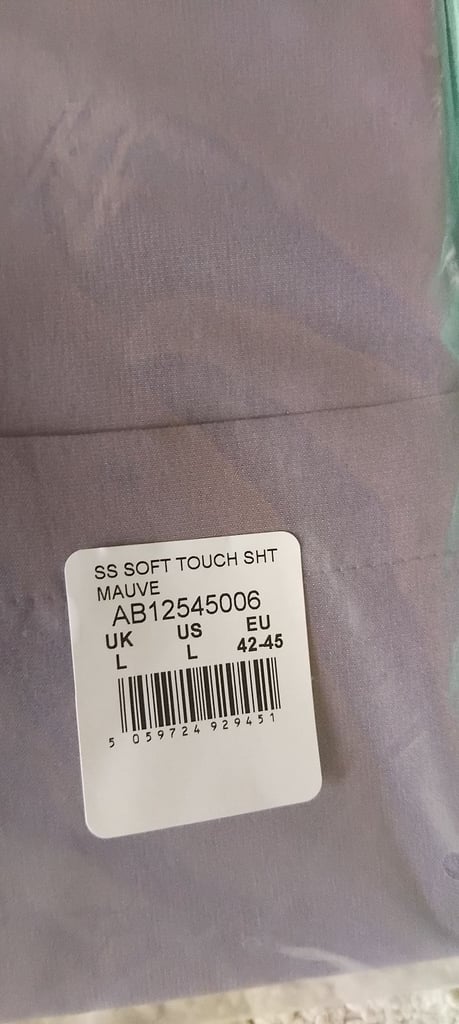 SS SOFT TOUCH SHT
MAUVE
AB12545006
UK US EU
L L 42-45
5 059724 929451